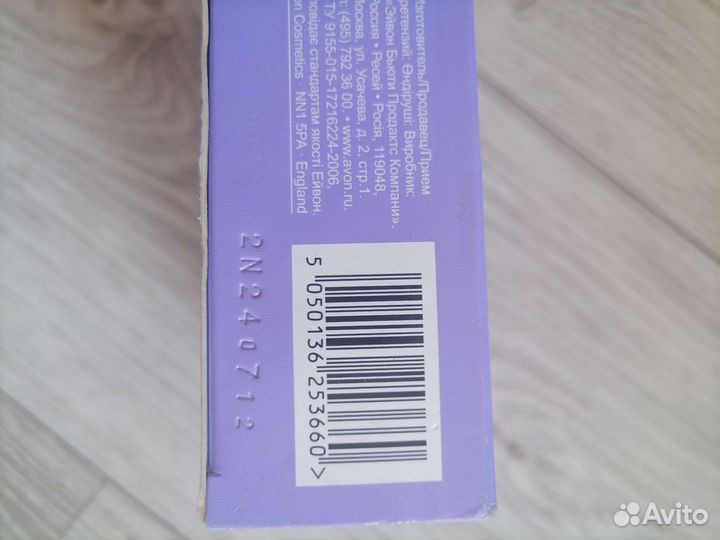 Изготовитель/Продавец/Прием
претензий: Өндіруші: Виробник:
«Эйвон Бьюти Продактс Компани».
Россия • Ресей • Росія, 119048,
Москва, ул. Усачева, д. 2, стр.1.
(495) 792 36 00. • www.avon.ru.
ТУ 9155-015-17216224-2006,
відповідає стандартам якості Ейвон.
on Cosmetics · NN1 5PA · England
5 050136 253660>
2N240712
Avito